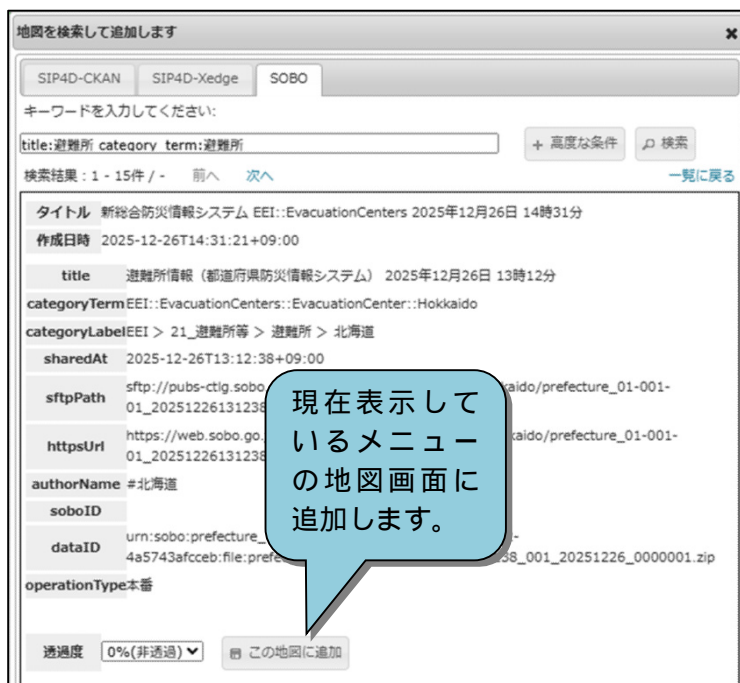 地図を検索して追加します ×
SIP4D-CKAN SIP4D-Xedge SOBO
キーワードを入力してください:
title:避難所 category_term:避難所 + 高度な条件 検索
検索結果 : 1 - 15件 / - 前へ 次へ 一覧に戻る
タイトル 新総合防災情報システム EEI::EvacuationCenters 2025年12月26日 14時31分
作成日時 2025-12-26T14:31:21+09:00
title 避難所情報（都道府県防災情報システム） 2025年12月26日 13時12分
categoryTerm EEI::EvacuationCenters::EvacuationCenter::Hokkaido
categoryLabel EEI > 21_避難所等 > 避難所 > 北海道
sharedAt 2025-12-26T13:12:38+09:00
sftpPath sftp://pubs-ctlg.sobo. kaido/prefecture_01-001-
01_20251226131238
httpsUrl https://web.sobo.go. kaido/prefecture_01-001-
01_20251226131238
authorName #北海道
soboID
dataID urn:sobo:prefecture_ -
4a5743afcceb:file:prefe 38_001_20251226_0000001.zip
operationType 本番
透過度 0%(非透過) この地図に追加
現在表示して
いるメニュー
の地図画面に
追加します。